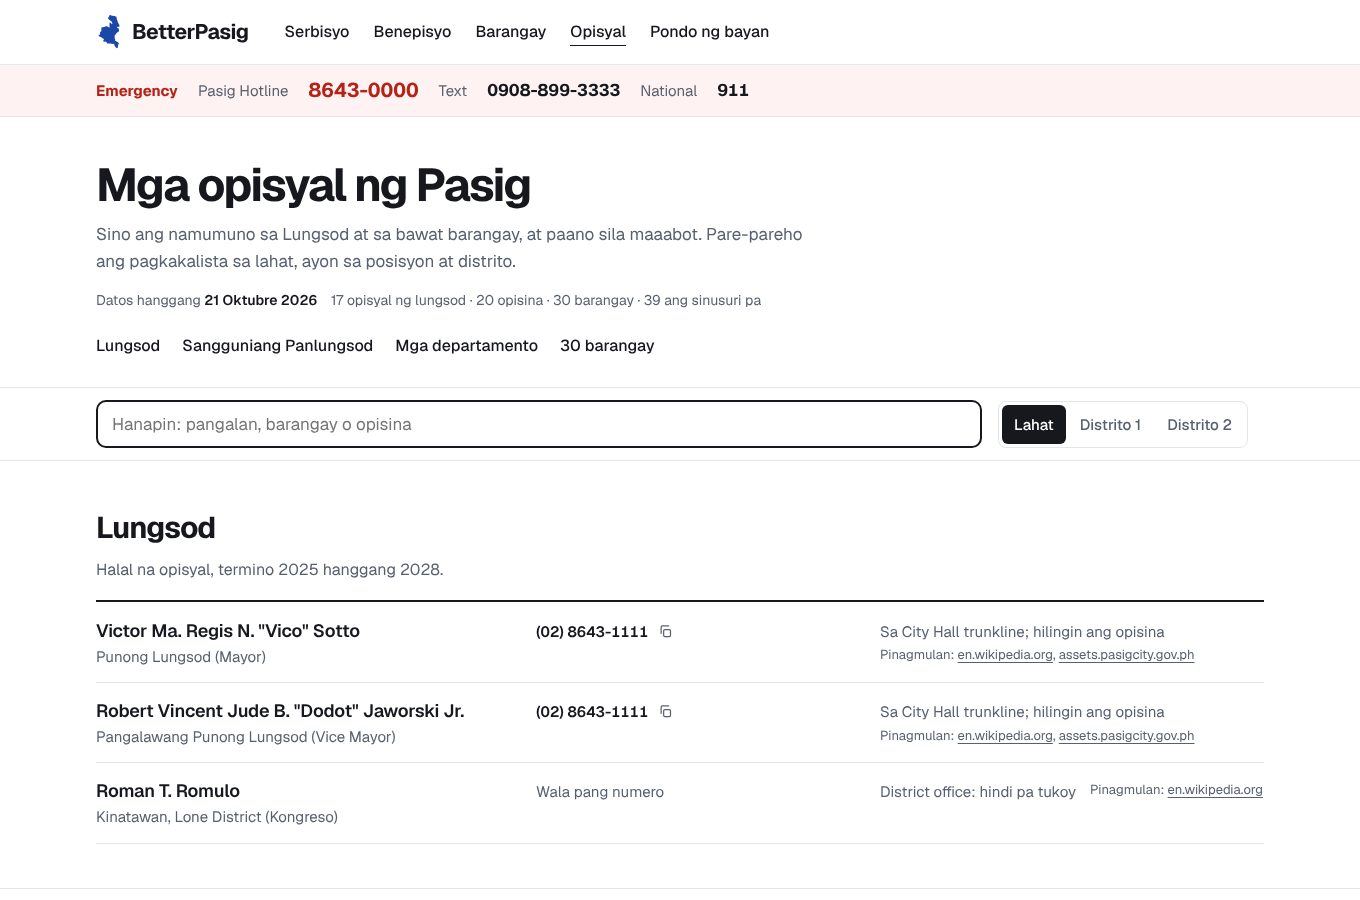 BetterPasig
Serbisyo Benepisyo Barangay Opisyal Pondo ng bayan
Emergency Pasig Hotline 8643-0000 Text 0908-899-3333 National 911
Mga opisyal ng Pasig
Sino ang namumuno sa Lungsod at sa bawat barangay, at paano sila maaabot. Pare-pareho
ang pagkakalista sa lahat, ayon sa posisyon at distrito.
Datos hanggang 21 Oktubre 2026 17 opisyal ng lungsod · 20 opisina · 30 barangay · 39 ang sinusuri pa
Lungsod Sangguniang Panlungsod Mga departamento 30 barangay
Hanapin: pangalan, barangay o opisina
Lahat Distrito 1 Distrito 2
Lungsod
Halal na opisyal, termino 2025 hanggang 2028.
Victor Ma. Regis N. "Vico" Sotto
Punong Lungsod (Mayor)
(02) 8643-1111
Sa City Hall trunkline; hilingin ang opisina
Pinagmulan: en.wikipedia.org, assets.pasigcity.gov.ph
Robert Vincent Jude B. "Dodot" Jaworski Jr.
Pangalawang Punong Lungsod (Vice Mayor)
(02) 8643-1111
Sa City Hall trunkline; hilingin ang opisina
Pinagmulan: en.wikipedia.org, assets.pasigcity.gov.ph
Roman T. Romulo
Kinatawan, Lone District (Kongreso)
Wala pang numero
District office: hindi pa tukoy Pinagmulan: en.wikipedia.org